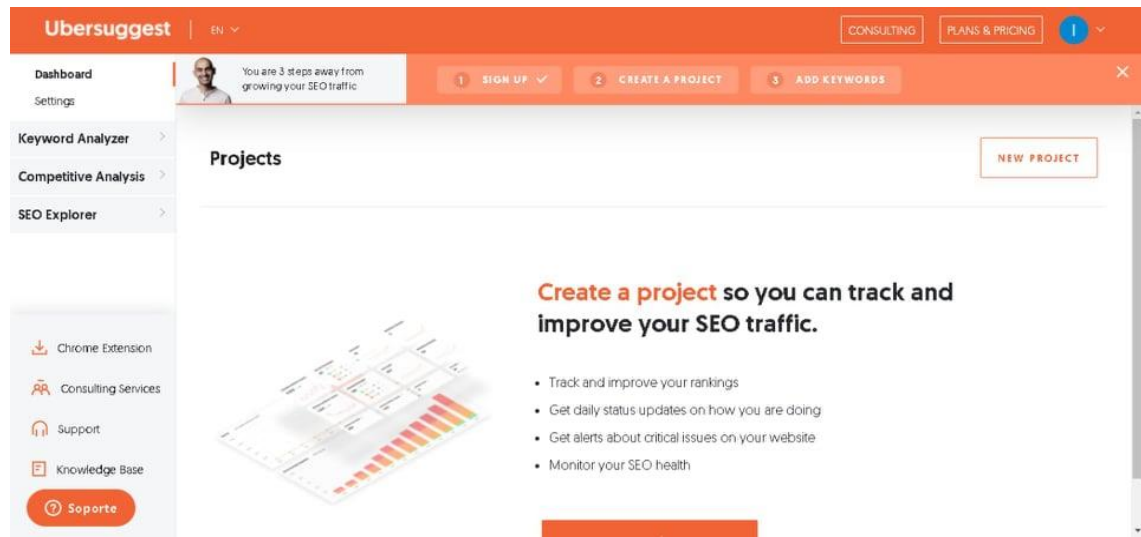 Ubersuggest
EN
CONSULTING
PLANS & PRICING
I
Dashboard
Settings
Keyword Analyzer
Competitive Analysis
SEO Explorer
Chrome Extension
Consulting Services
Support
Knowledge Base
Soporte
You are 3 steps away from
growing your SEO traffic
1 SIGN UP
2 CREATE A PROJECT
3 ADD KEYWORDS
Projects
NEW PROJECT
Create a project so you can track and
improve your SEO traffic.
• Track and improve your rankings
• Get daily status updates on how you are doing
• Get alerts about critical issues on your website
• Monitor your SEO health